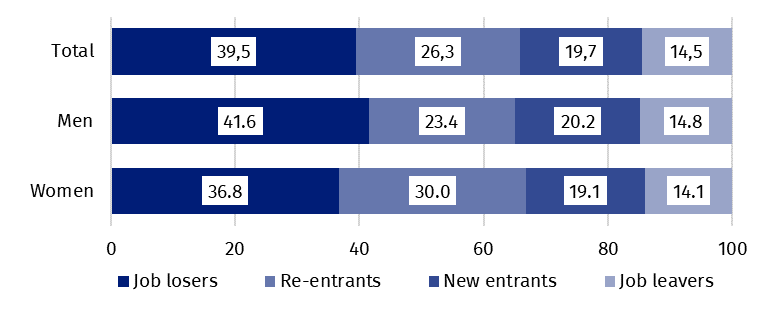 Total 39,5 26,3 19,7 14,5
Men 41.6 23.4 20.2 14.8
Women 36.8 30.0 19.1 14.1
0 20 40 60 80 100
Job losers Re-entrants New entrants Job leavers